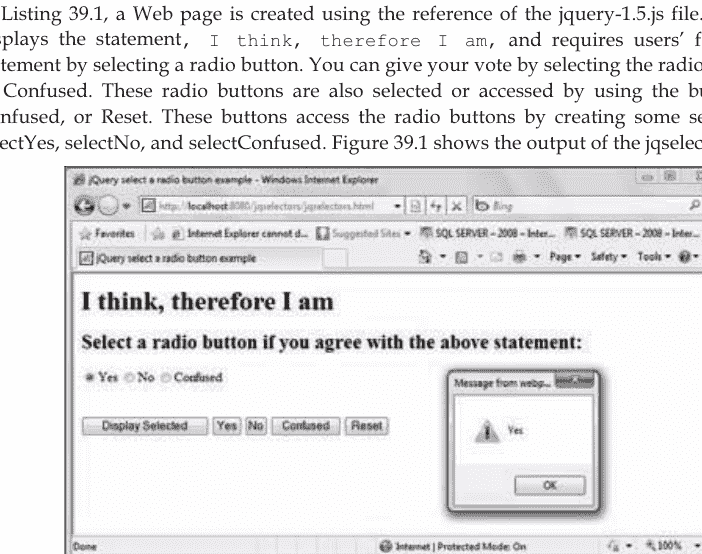 Listing 39.1, a Web page is created using the reference of the jquery-1.5.js file.
splays the statement, I think, therefore I am, and requires users' f
tement by selecting a radio button. You can give your vote by selecting the radio
Confused. These radio buttons are also selected or accessed by using the bu
nfused, or Reset. These buttons access the radio buttons by creating some se
ectYes, selectNo, and selectConfused. Figure 39.1 shows the output of the jqselec
jQuery select a radio button example - Windows Internet Explorer
http://localhost:8080/jqselectors/jqselectors.html Bing
Favorites Internet Explorer cannot d... Suggested Sites SQL SERVER - 2008 - Inter... SQL SERVER - 2008 - Inter...
jQuery select a radio button example Page Safety Tools
I think, therefore I am
Select a radio button if you agree with the above statement:
Yes No Confused
Message from webp...
Display Selected Yes No Confused Reset
Yes
OK
Done Internet | Protected Mode: On 100%